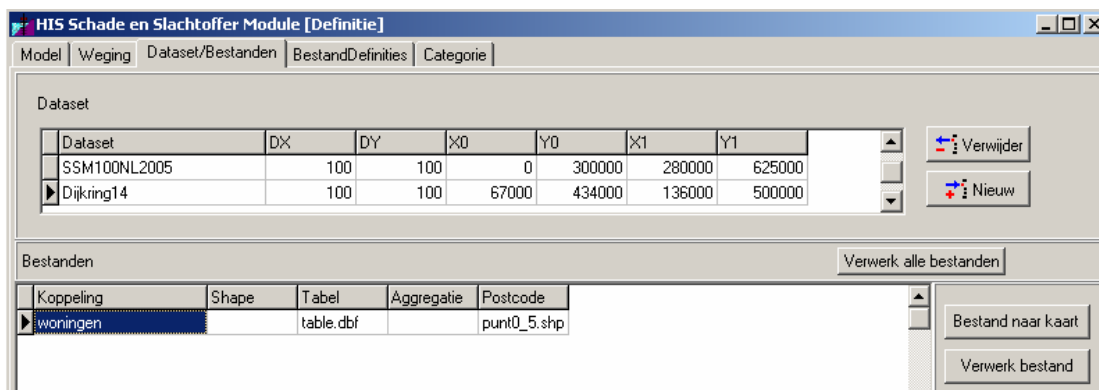 HIS Schade en Slachtoffer Module [Definitie]
Model Weging Dataset/Bestanden BestandDefinities Categorie
Dataset
Dataset DX DY X0 Y0 X1 Y1
SSM100NL2005 100 100 0 300000 280000 625000
Dijkring14 100 100 67000 434000 136000 500000
Verwijder
Nieuw
Bestanden
Verwerk alle bestanden
Koppeling Shape Tabel Aggregatie Postcode
woningen table.dbf punt0_5.shp
Bestand naar kaart
Verwerk bestand